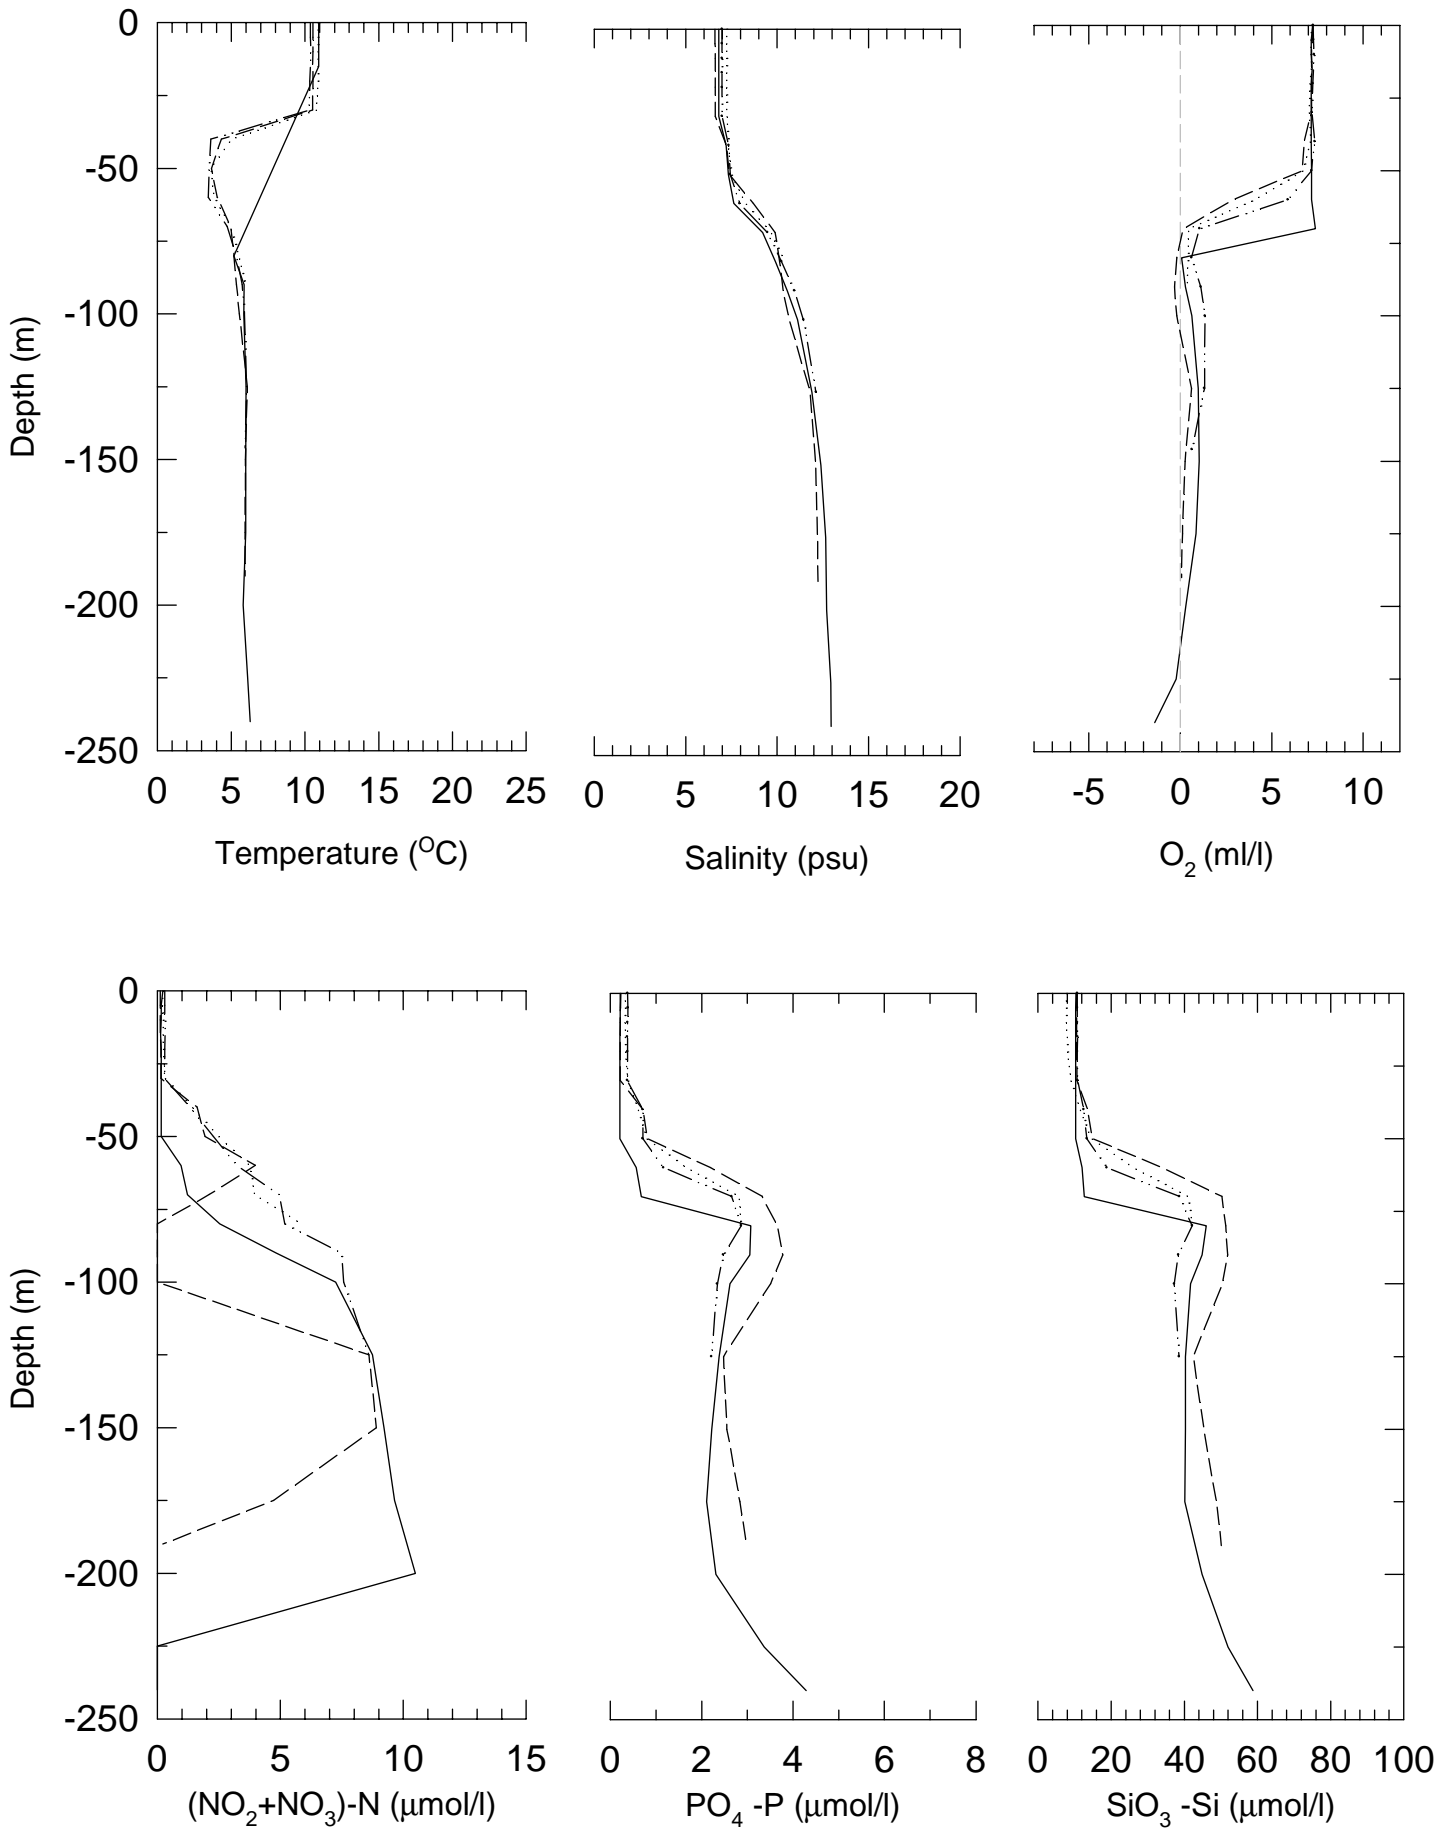 0
-50
-100
-150
-200
-250
Depth (m)
0 5 10 15 20 25
Temperature (°C)
0 5 10 15 20
Salinity (psu)
-5 0 5 10
O₂ (ml/l)
0
-50
-100
-150
-200
-250
Depth (m)
0 5 10 15
(NO₂+NO₃)-N (μmol/l)
0 2 4 6 8
PO₄ -P (μmol/l)
0 20 40 60 80 100
SiO₃ -Si (μmol/l)